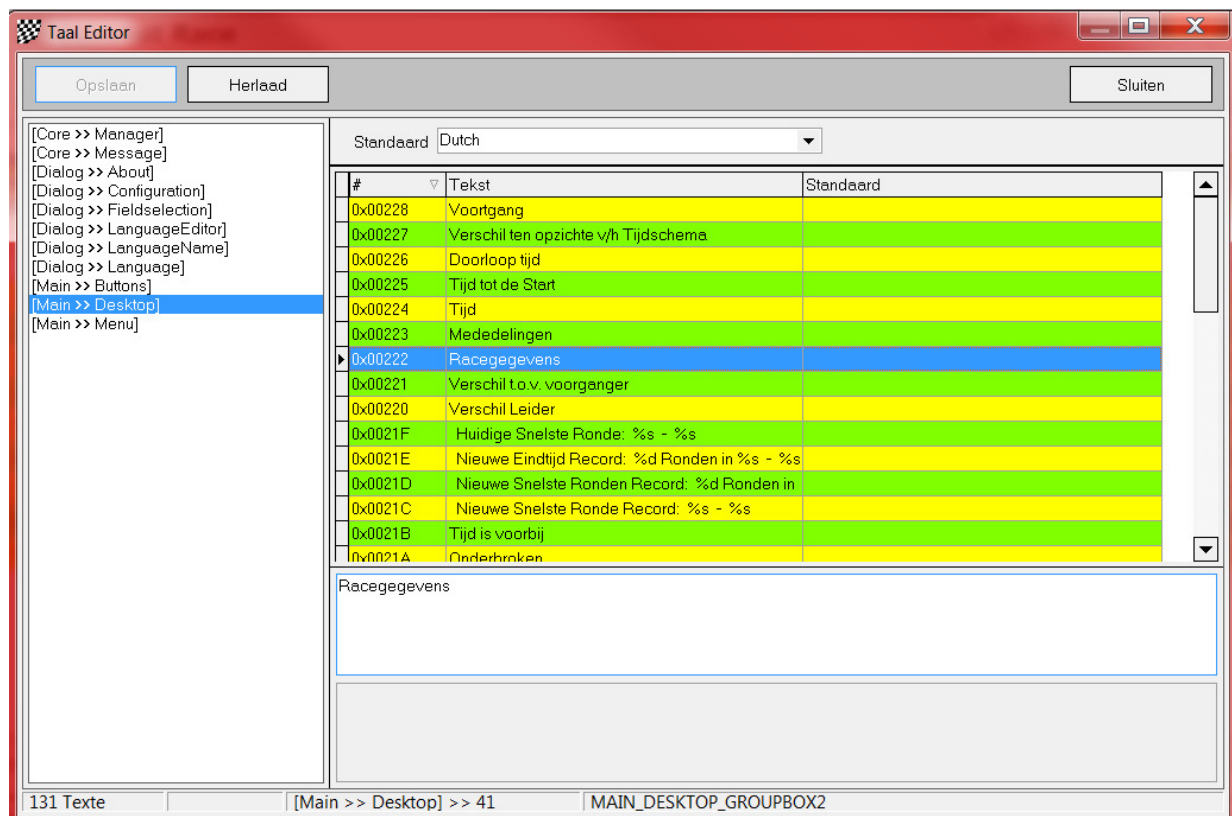 Taal Editor
Opslaan Herlaad Sluiten
[Core >> Manager]
[Core >> Message]
[Dialog >> About]
[Dialog >> Configuration]
[Dialog >> Fieldselection]
[Dialog >> LanguageEditor]
[Dialog >> LanguageName]
[Dialog >> Language]
[Main >> Buttons]
[Main >> Desktop]
[Main >> Menu]
Standaard Dutch
# Tekst Standaard
0x00228 Voortgang
0x00227 Verschil ten opzichte v/h Tijdschema
0x00226 Doorloop tijd
0x00225 Tijd tot de Start
0x00224 Tijd
0x00223 Mededelingen
0x00222 Racegegevens
0x00221 Verschil t.o.v. voorganger
0x00220 Verschil Leider
0x0021F Huidige Snelste Ronde: %s - %s
0x0021E Nieuwe Eindtijd Record: %d Ronden in %s - %s
0x0021D Nieuwe Snelste Ronden Record: %d Ronden in
0x0021C Nieuwe Snelste Ronde Record: %s - %s
0x0021B Tijd is voorbij
0x0021A Onderbroken
Racegegevens
131 Texte [Main >> Desktop] >> 41 MAIN_DESKTOP_GROUPBOX2